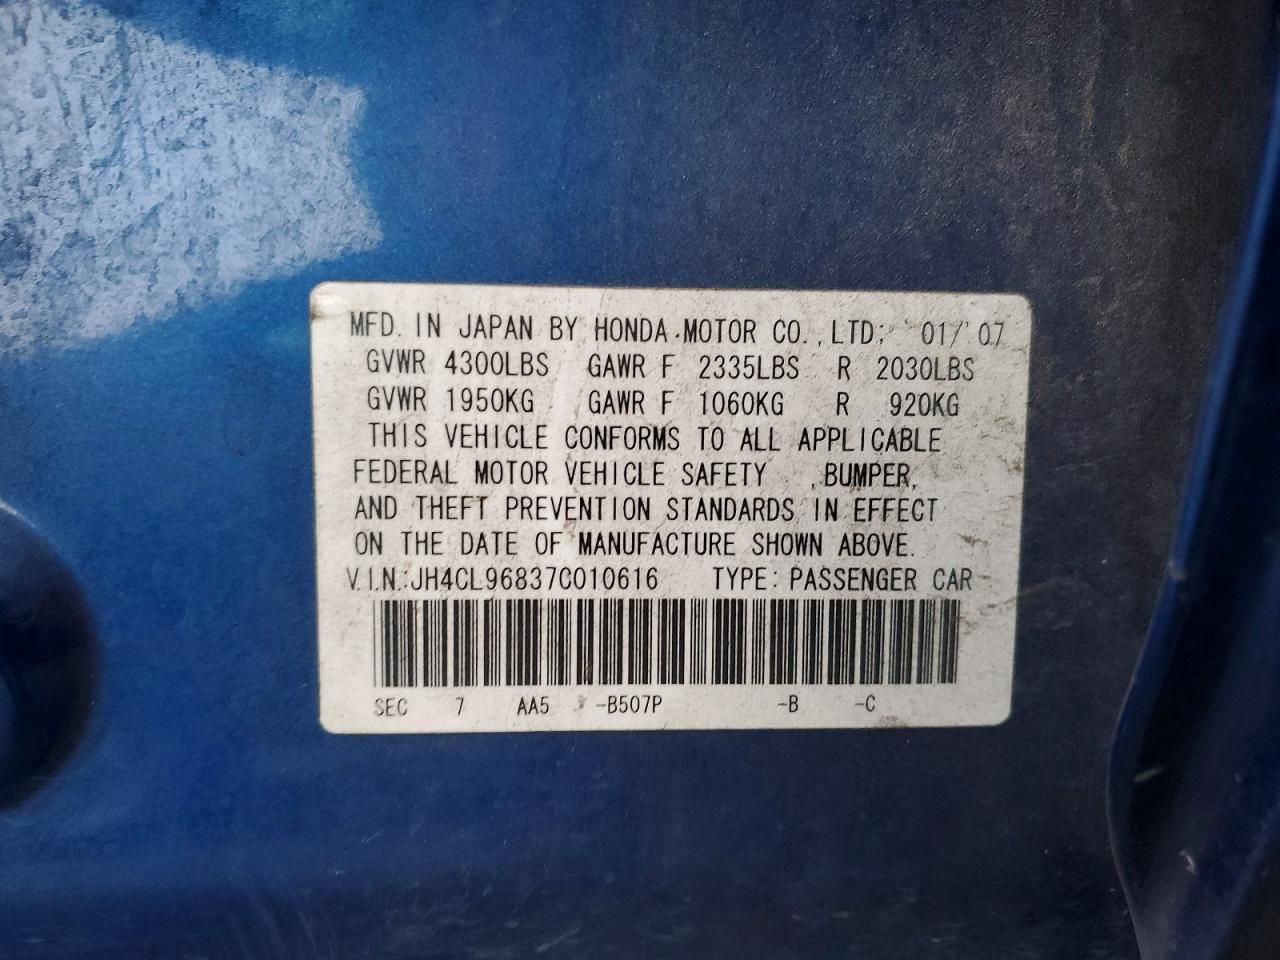 MFD. IN JAPAN BY HONDA MOTOR CO., LTD; 01/'07
GVWR 4300LBS GAWR F 2335LBS R 2030LBS
GVWR 1950KG GAWR F 1060KG R 920KG
THIS VEHICLE CONFORMS TO ALL APPLICABLE
FEDERAL MOTOR VEHICLE SAFETY , BUMPER,
AND THEFT PREVENTION STANDARDS IN EFFECT
ON THE DATE OF MANUFACTURE SHOWN ABOVE.
V.I.N.:JH4CL96837C010616 TYPE: PASSENGER CAR
SEC 7 AA5 -B507P -B -C